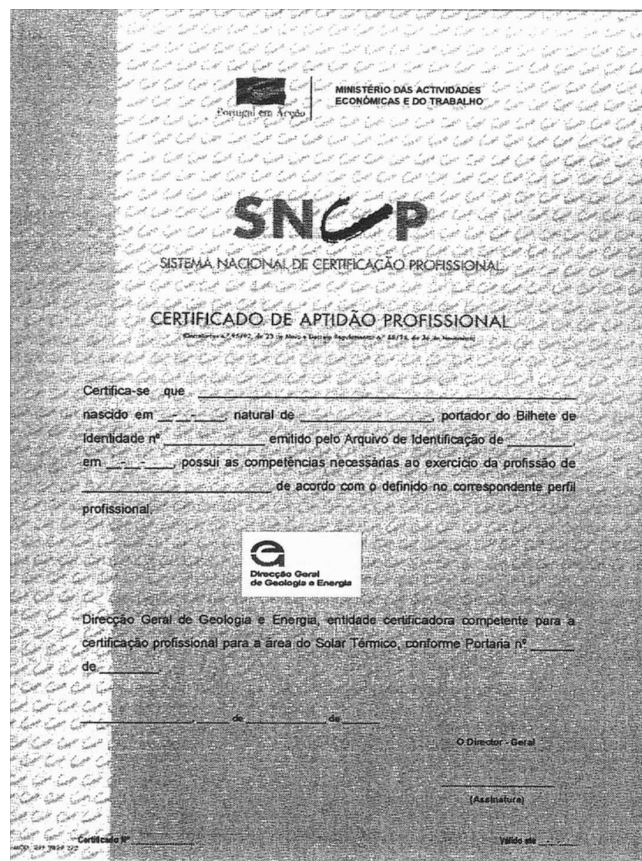 MINISTÉRIO DAS ACTIVIDADES
ECONÓMICAS E DO TRABALHO
Portugal em Acção
SNCP
SISTEMA NACIONAL DE CERTIFICAÇÃO PROFISSIONAL
CERTIFICADO DE APTIDÃO PROFISSIONAL
Certifica-se que
nascido em _-_-_, natural de , portador do Bilhete de
Identidade nº emitido pelo Arquivo de Identificação de ,
em _-_-_, possui as competências necessárias ao exercício da profissão de
de acordo com o definido no correspondente perfil
profissional.
Direcção Geral
de Geologia e Energia
Direcção Geral de Geologia e Energia, entidade certificadora competente para a
certificação profissional para a área do Solar Térmico, conforme Portaria nº
de .
, de de
O Director - Geral
(Assinatura)
Certificado Nº
Válido até - -